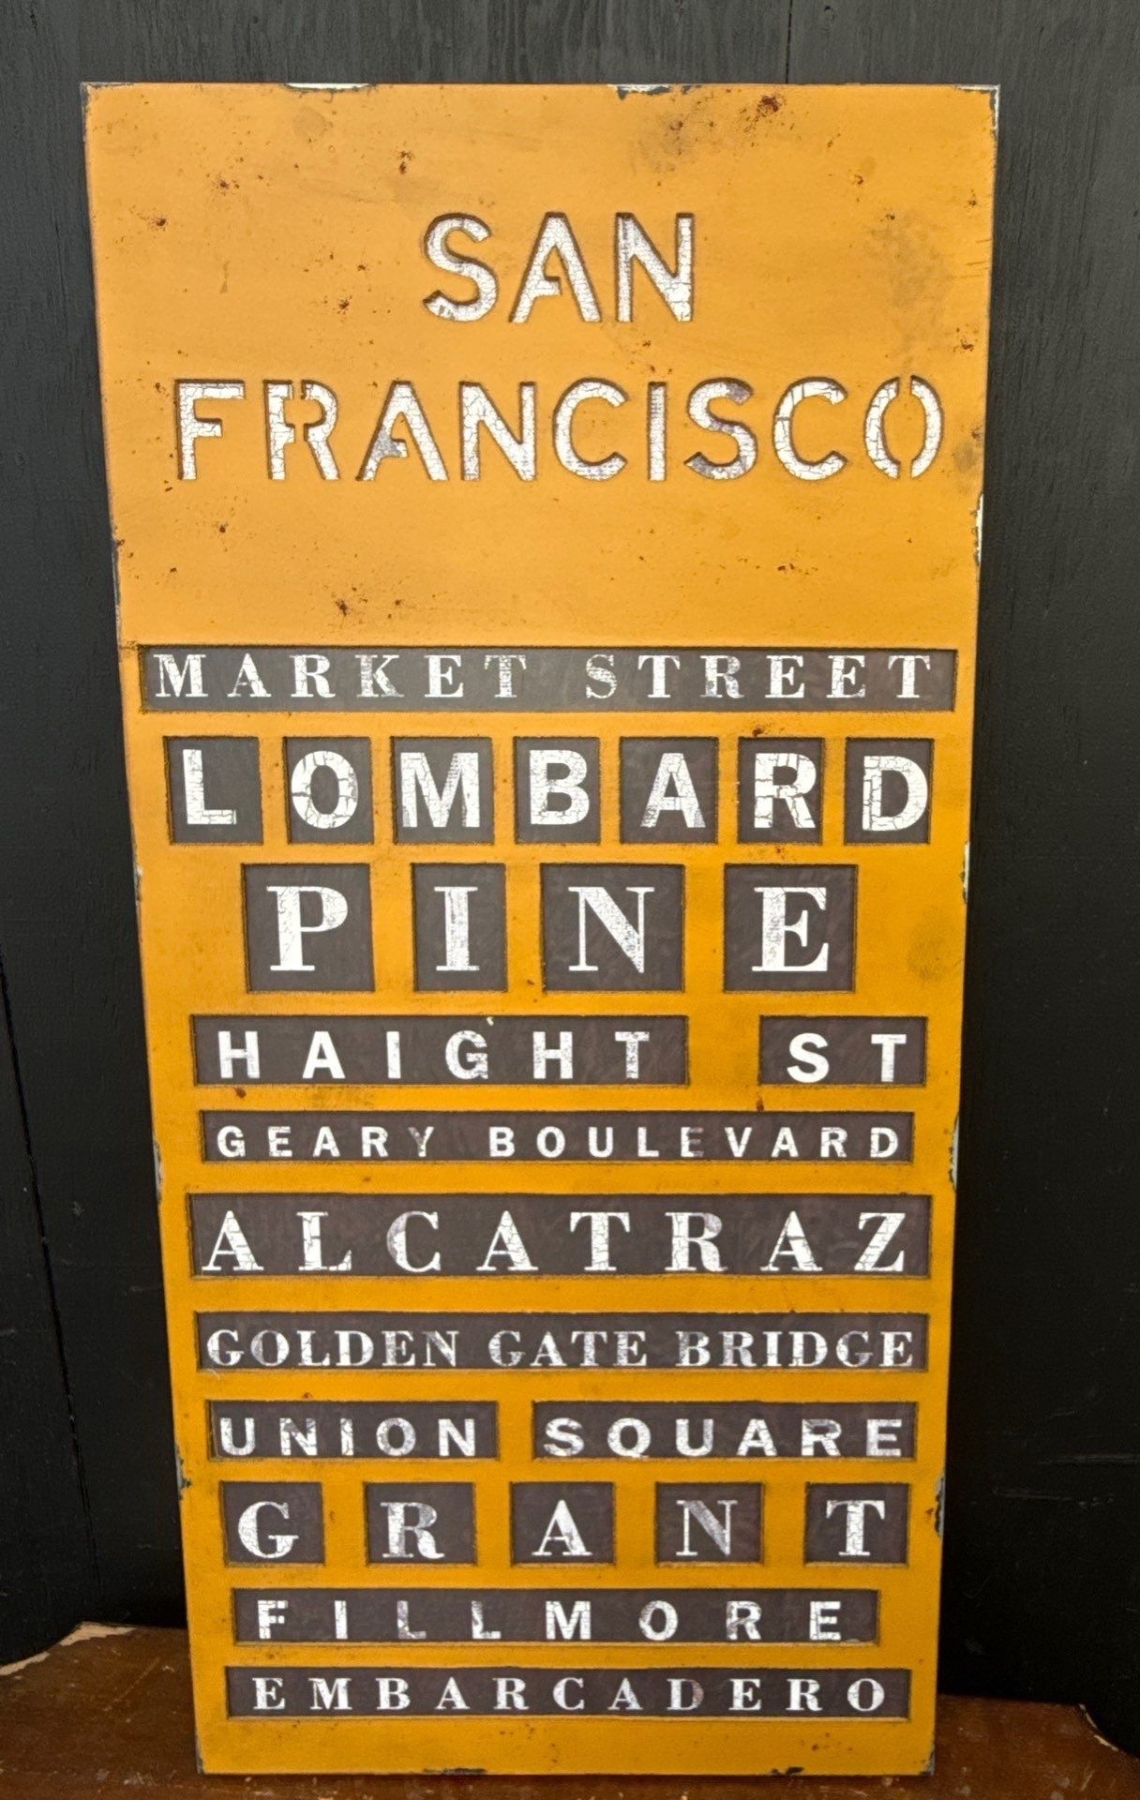 SAN
FRANCISCO
MARKET STREET
LOMBARD
PINE
HAIGHT ST
GEARY BOULEVARD
ALCATRAZ
GOLDEN GATE BRIDGE
UNION SQUARE
GRANT
FILLMORE
EMBARCADERO